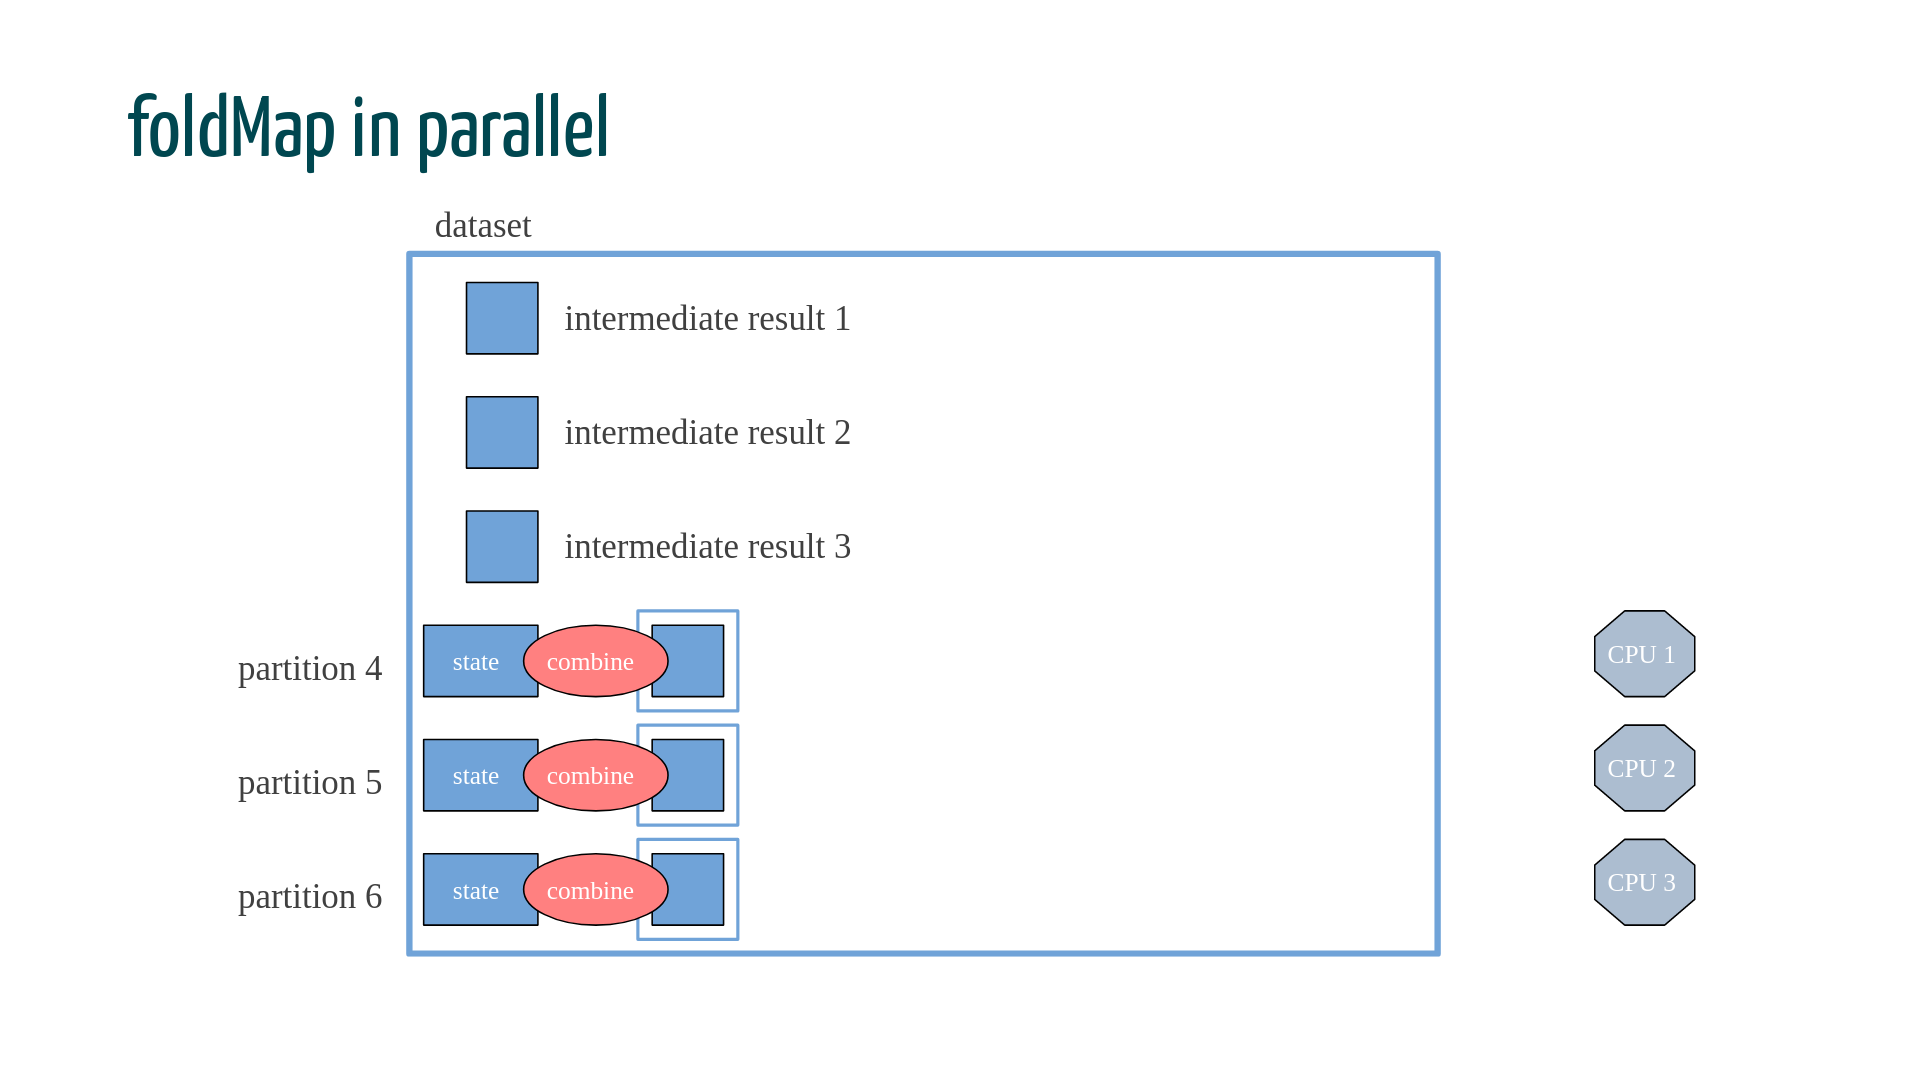 foldMap in parallel
dataset
intermediate result 1
intermediate result 2
intermediate result 3
partition 4 state combine CPU 1
partition 5 state combine CPU 2
partition 6 state combine CPU 3